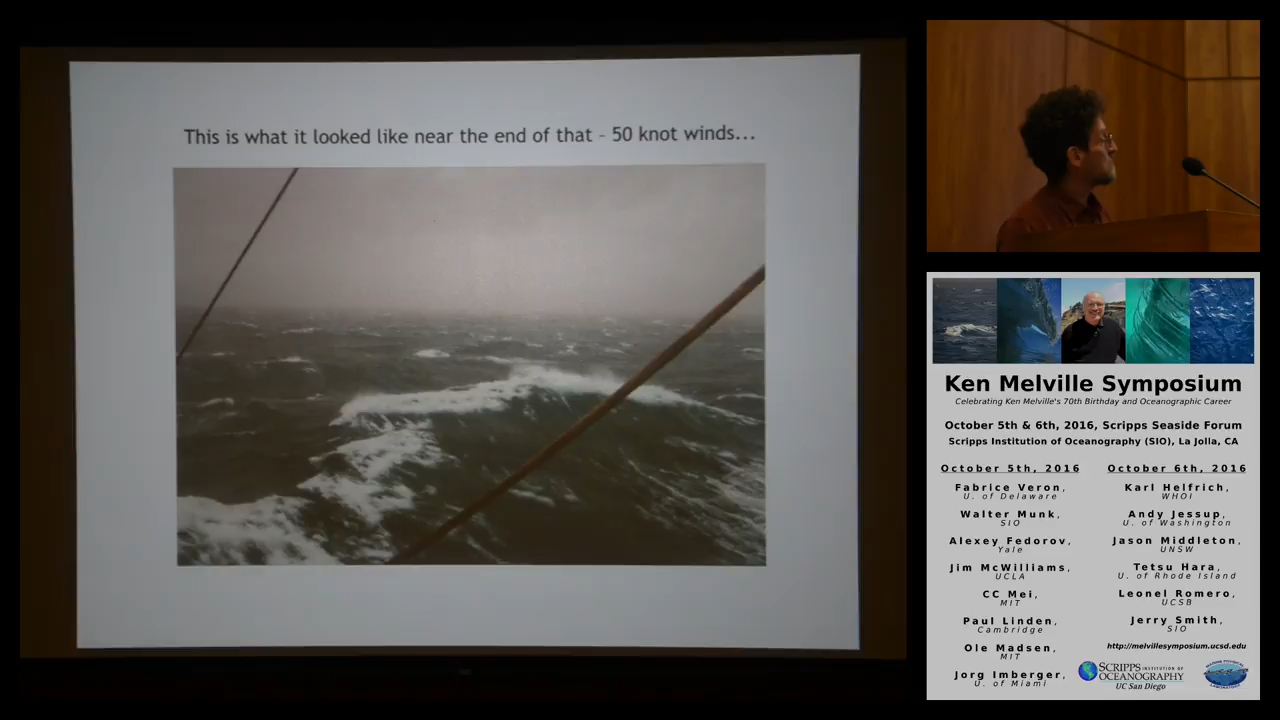 This is what it looked like near the end of that - 50 knot winds...
Ken Melville Symposium
Celebrating Ken Melville's 70th Birthday and Oceanographic Career
October 5th & 6th, 2016, Scripps Seaside Forum
Scripps Institution of Oceanography (SIO), La Jolla, CA
October 5th, 2016
Fabrice Veron,
U. of Delaware
Walter Munk,
SIO
Alexey Fedorov,
Yale
Jim McWilliams,
UCLA
CC Mei,
MIT
Paul Linden,
Cambridge
Ole Madsen,
MIT
Jorg Imberger,
U. of Miami
October 6th, 2016
Karl Helfrich,
WHOI
Andy Jessup,
U. of Washington
Jason Middleton,
UNSW
Tetsu Hara,
U. of Rhode Island
Leonel Romero,
UCSB
Jerry Smith,
SIO
http://melvillesymposium.ucsd.edu
SCRIPPS INSTITUTION OF
OCEANOGRAPHY
UC San Diego